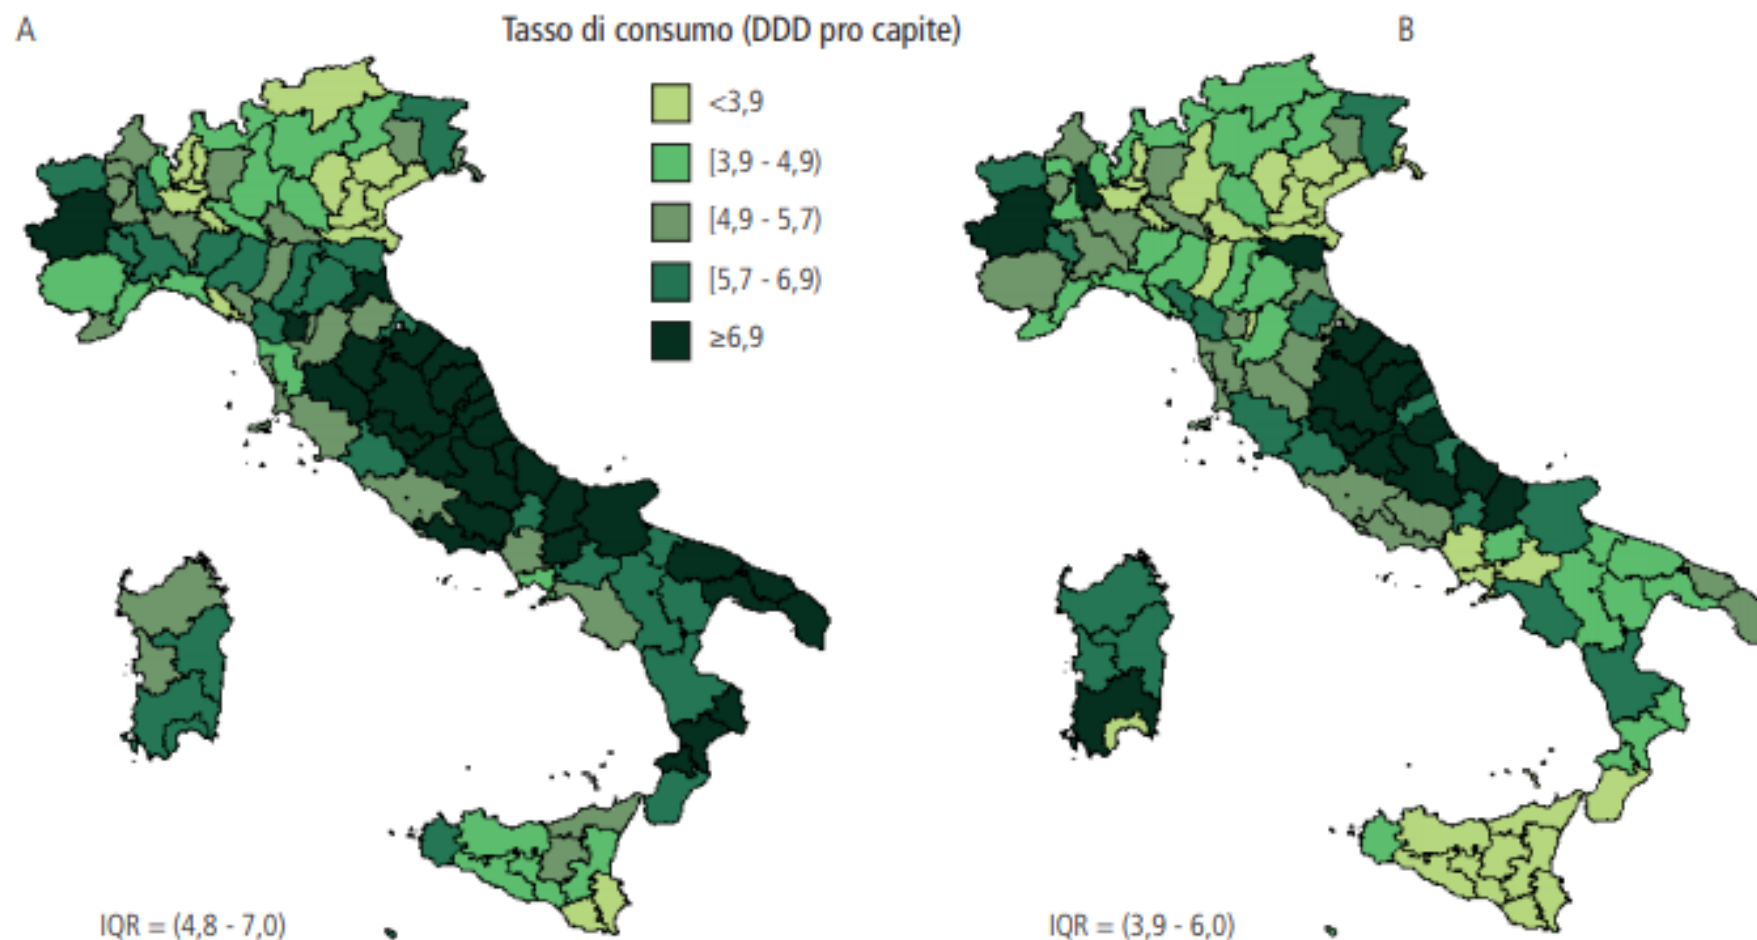 A
Tasso di consumo (DDD pro capite)
B
<3,9
[3,9 - 4,9)
[4,9 - 5,7)
[5,7 - 6,9)
≥6,9
IQR = (4,8 - 7,0)
IQR = (3,9 - 6,0)